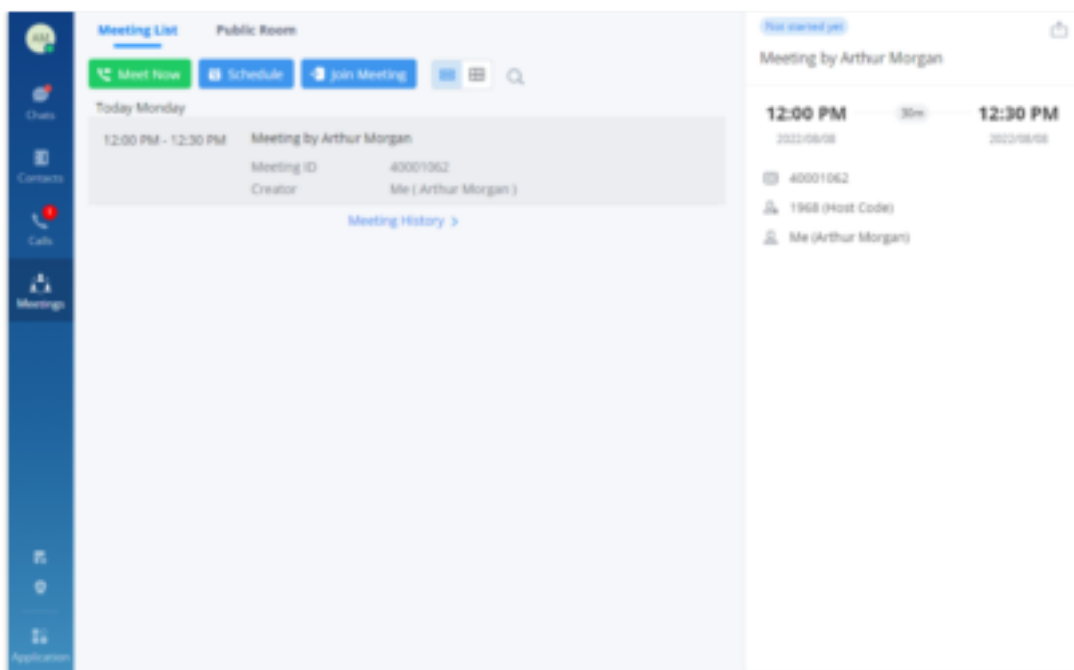 AM
Chats
Contacts
1
Calls
Meetings
Application
Meeting List Public Room
Meet Now Schedule Join Meeting
Today Monday
12:00 PM - 12:30 PM Meeting by Arthur Morgan
Meeting ID 40001062
Creator Me ( Arthur Morgan )
Meeting History >
Not started yet
Meeting by Arthur Morgan
12:00 PM 30m 12:30 PM
2022/08/08 2022/08/08
40001062
1968 (Host Code)
Me (Arthur Morgan)